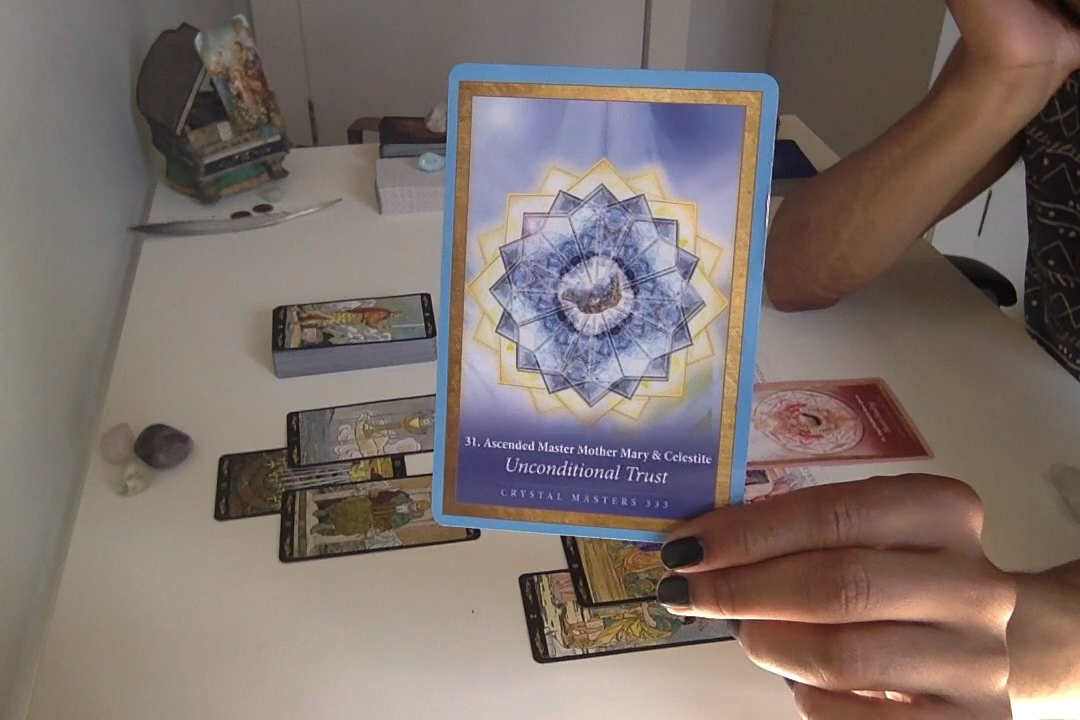 31. Ascended Master Mother Mary & Celestite
Unconditional Trust
CRYSTAL MASTERS 333